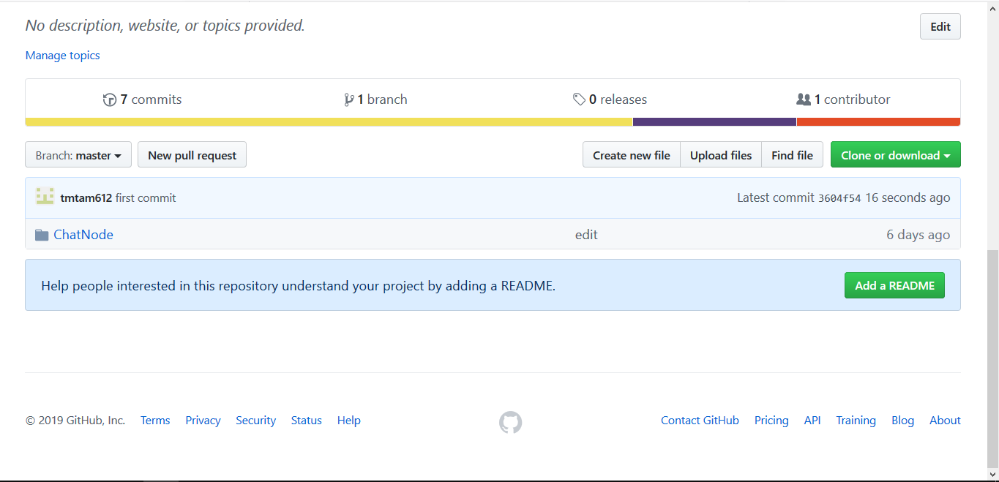 No description, website, or topics provided. Edit
Manage topics
7 commits 1 branch 0 releases 1 contributor
Branch: master New pull request Create new file Upload files Find file Clone or download
tmtam612 first commit Latest commit 3604f54 16 seconds ago
ChatNode edit 6 days ago
Help people interested in this repository understand your project by adding a README. Add a README
© 2019 GitHub, Inc. Terms Privacy Security Status Help Contact GitHub Pricing API Training Blog About